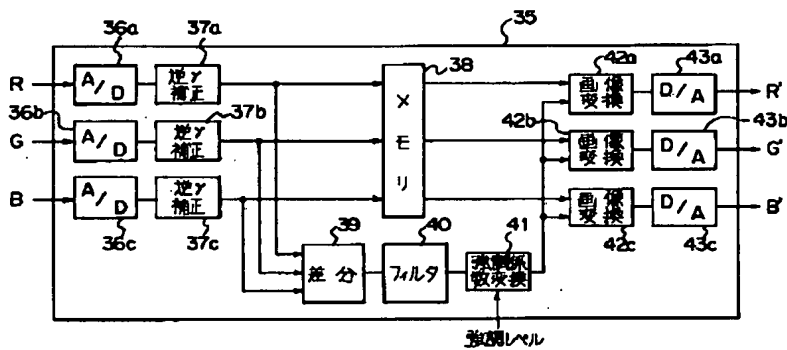 35
36a
37a
42a
43a
R
A/D
逆γ
補正
38
画像
変換
D/A
R'
36b
37b
メモリ
42b
43b
G
A/D
逆γ
補正
画像
変換
D/A
G'
B
A/D
逆γ
補正
画像
変換
D/A
B'
36c
37c
39
40
41
42c
43c
差分
フィルタ
強調係
数変換
強調レベル